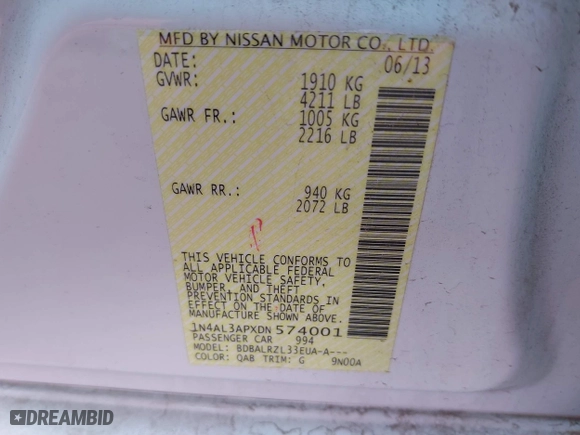 MFD BY NISSAN MOTOR CO., LTD.
DATE: 06/13
GVWR: 1910 KG
4211 LB
GAWR FR.: 1005 KG
2216 LB
GAWR RR.: 940 KG
2072 LB
THIS VEHICLE CONFORMS TO
ALL APPLICABLE FEDERAL
MOTOR VEHICLE SAFETY,
BUMPER, AND THEFT
PREVENTION STANDARDS IN
EFFECT ON THE DATE OF
MANUFACTURE SHOWN ABOVE.
1N4AL3APXDN574001
PASSENGER CAR 994
MODEL: BDBALRZL33EUA-A---
COLOR: QAB TRIM: G 9N00A
DREAMBID